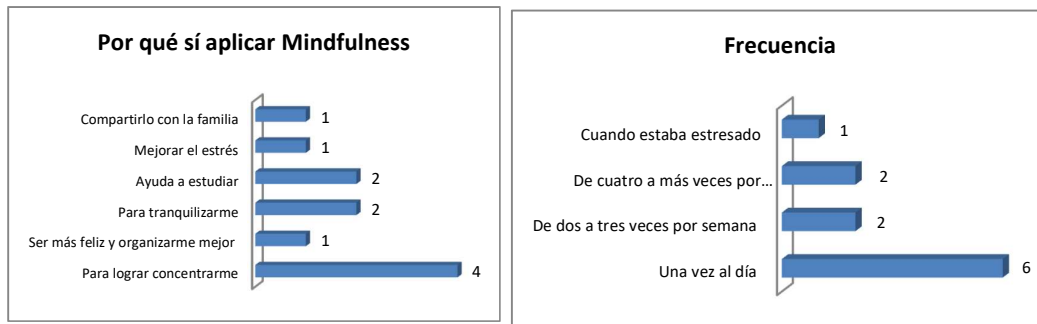 Por qué sí aplicar Mindfulness
Compartirlo con la familia 1
Mejorar el estrés 1
Ayuda a estudiar 2
Para tranquilizarme 2
Ser más feliz y organizarme mejor 1
Para lograr concentrarme 4
Frecuencia
Cuando estaba estresado 1
De cuatro a más veces por... 2
De dos a tres veces por semana 2
Una vez al día 6